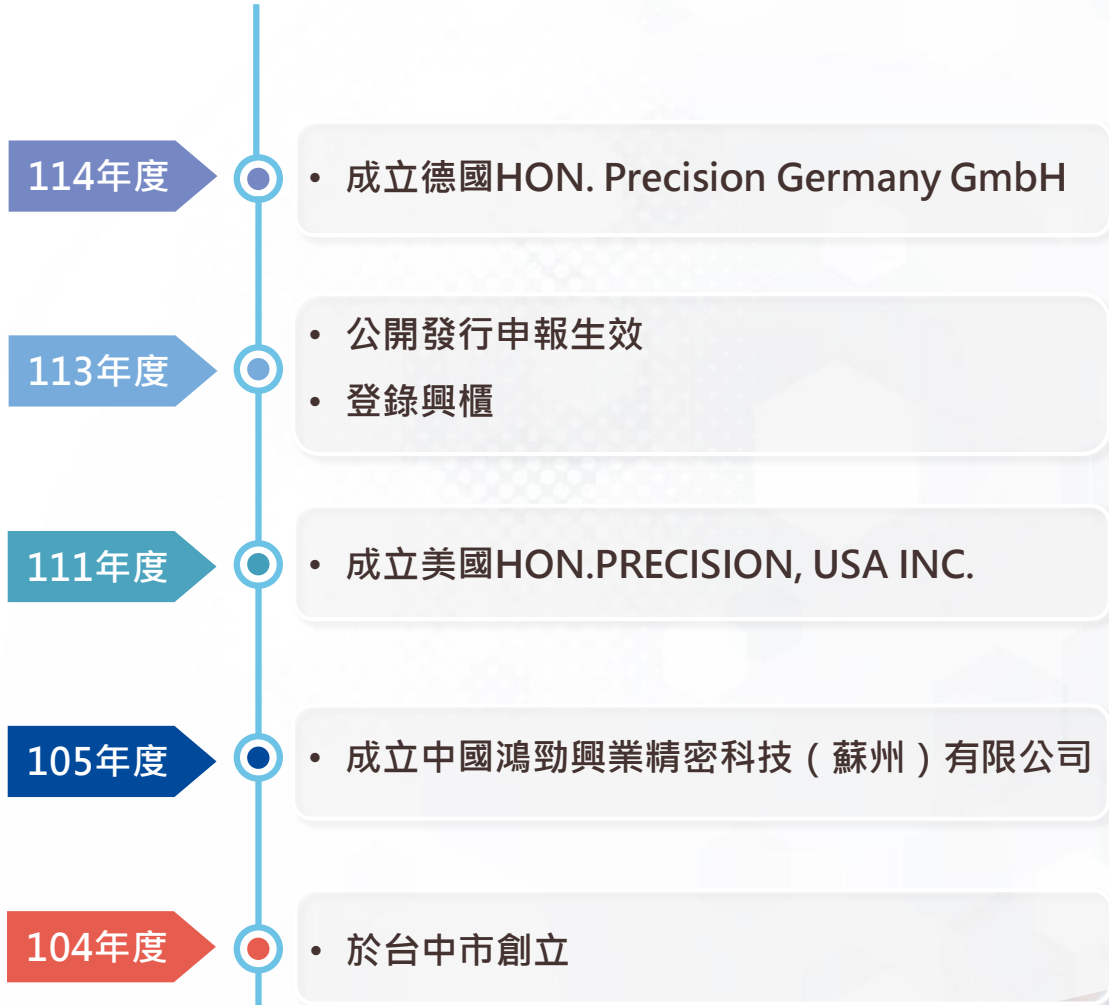 114年度
• 成立德國HON. Precision Germany GmbH
113年度
• 公開發行申報生效
• 登錄興櫃
111年度
• 成立美國HON.PRECISION, USA INC.
105年度
• 成立中國鴻勁興業精密科技（蘇州）有限公司
104年度
• 於台中市創立